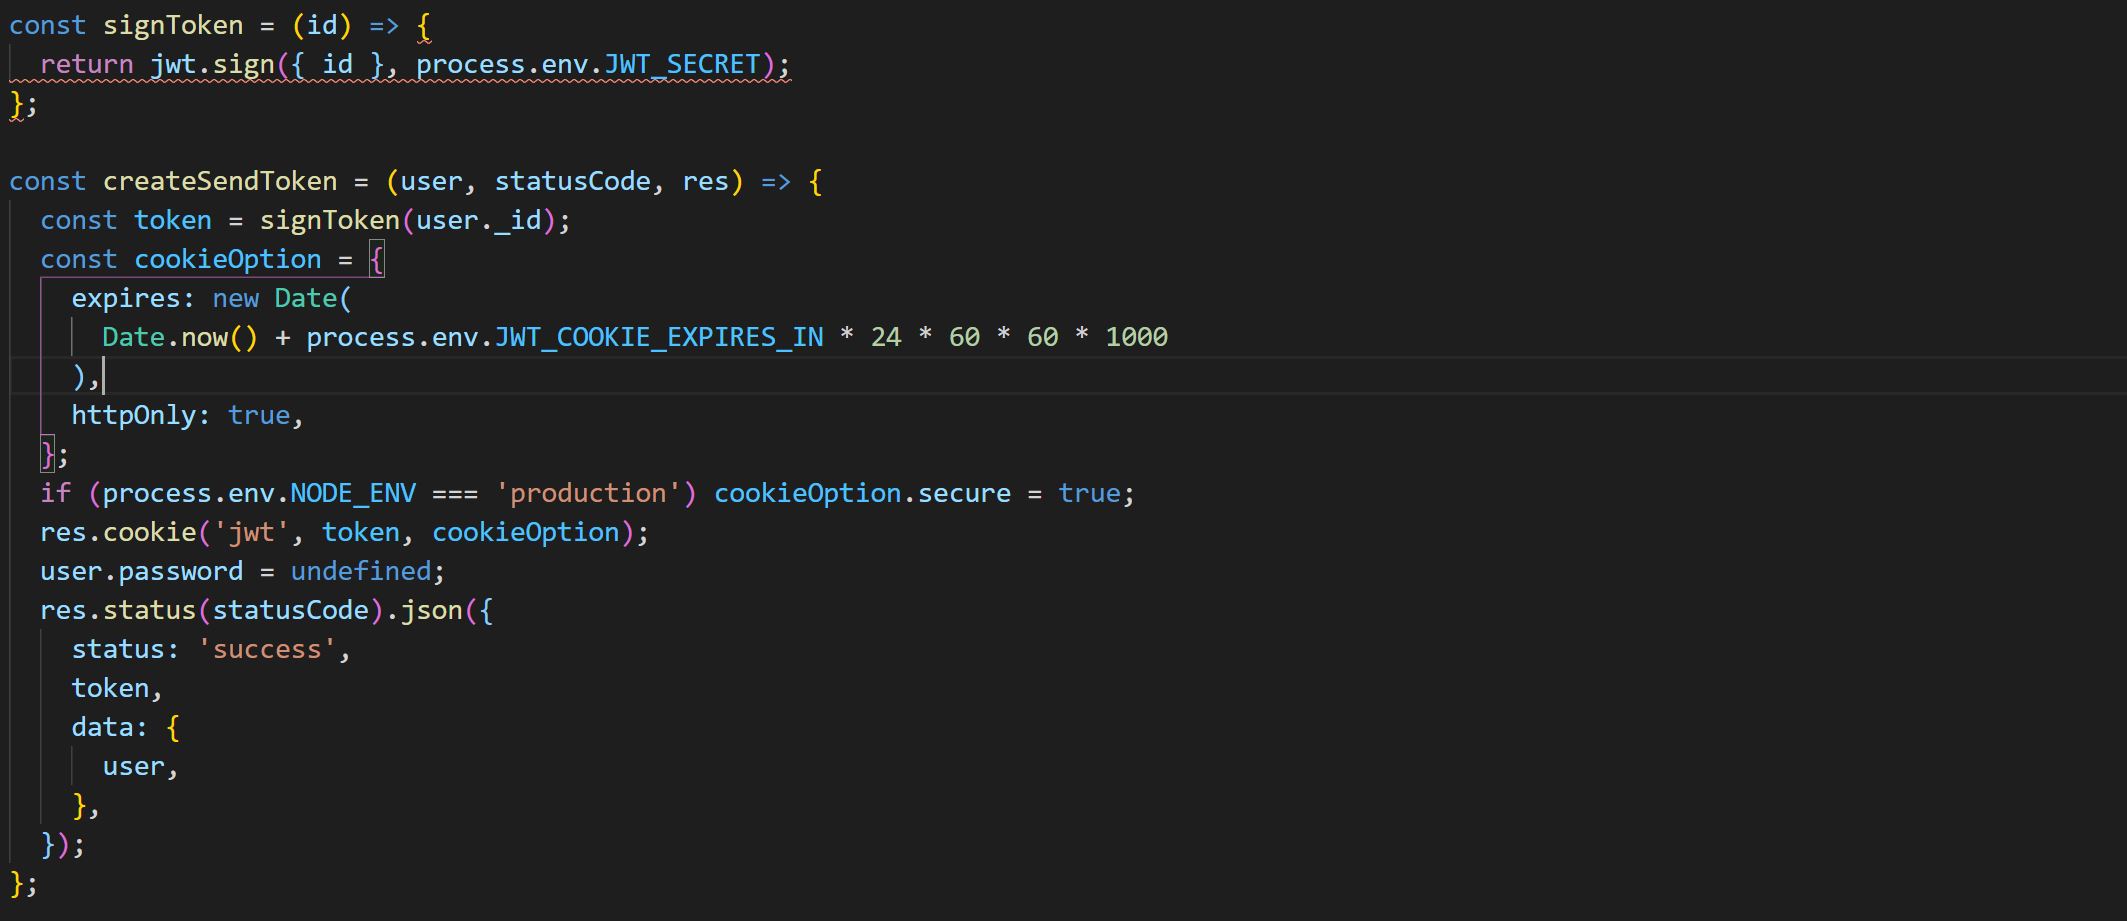 const signToken = (id) => {
  return jwt.sign({ id }, process.env.JWT_SECRET);
};

const createSendToken = (user, statusCode, res) => {
  const token = signToken(user._id);
  const cookieOption = {
    expires: new Date(
      Date.now() + process.env.JWT_COOKIE_EXPIRES_IN * 24 * 60 * 60 * 1000
    ),
    httpOnly: true,
  };
  if (process.env.NODE_ENV === 'production') cookieOption.secure = true;
  res.cookie('jwt', token, cookieOption);
  user.password = undefined;
  res.status(statusCode).json({
    status: 'success',
    token,
    data: {
      user,
    },
  });
};